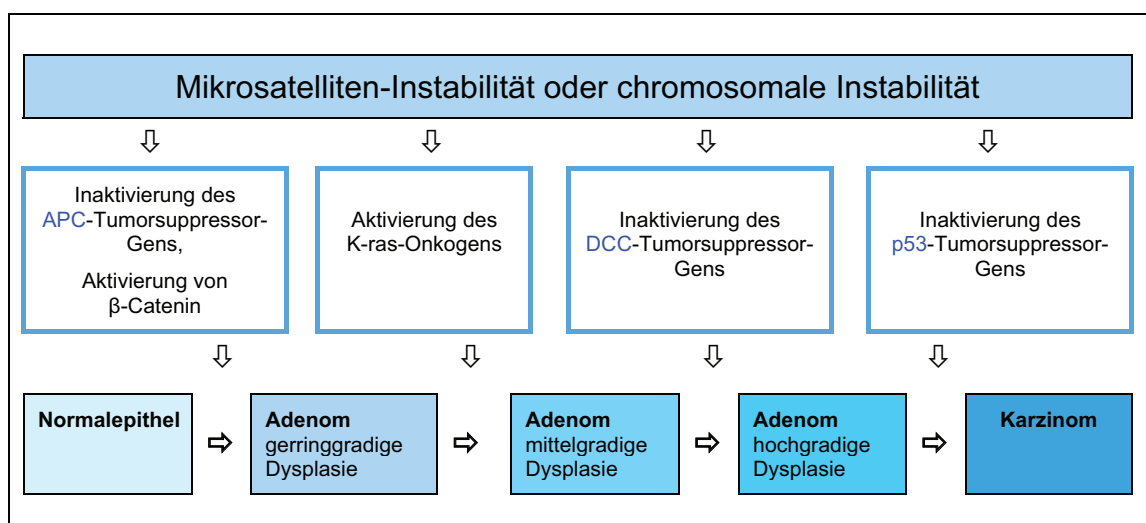 Mikrosatelliten-Instabilität oder chromosomale Instabilität
Inaktivierung des
APC-Tumorsuppressor-
Gens,
Aktivierung von
β-Catenin
Aktivierung des
K-ras-Onkogens
Inaktivierung des
DCC-Tumorsuppressor-
Gens
Inaktivierung des
p53-Tumorsuppressor-
Gens
Normalepithel
Adenom
gerringgradige
Dysplasie
Adenom
mittelgradige
Dysplasie
Adenom
hochgradige
Dysplasie
Karzinom